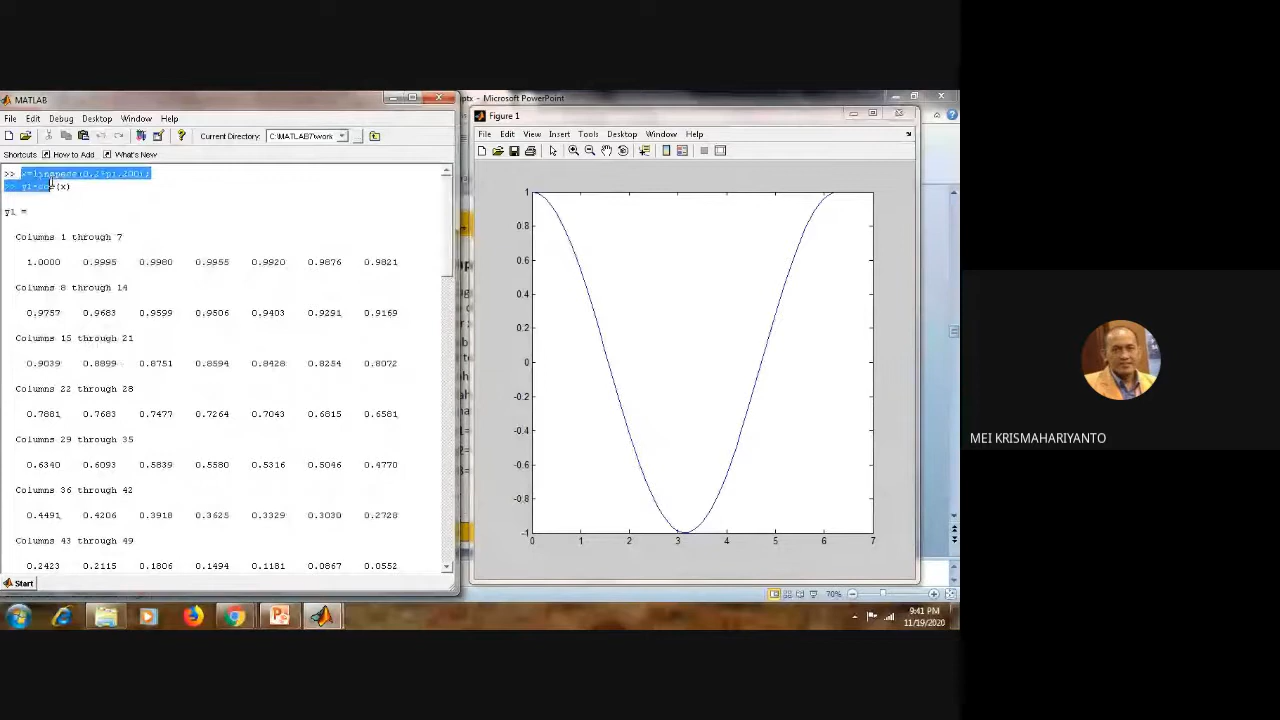 MATLAB
File Edit Debug Desktop Window Help
Current Directory: C:\MATLAB7\work
Shortcuts How to Add What's New
>> x=linspace(0,2*pi,200);
>> y1=cos(x)
y1 =
Columns 1 through 7
1.0000 0.9995 0.9980 0.9955 0.9920 0.9876 0.9821
Columns 8 through 14
0.9757 0.9683 0.9599 0.9506 0.9403 0.9291 0.9169
Columns 15 through 21
0.9039 0.8899 0.8751 0.8594 0.8428 0.8254 0.8072
Columns 22 through 28
0.7881 0.7683 0.7477 0.7264 0.7043 0.6815 0.6581
Columns 29 through 35
0.6340 0.6093 0.5839 0.5580 0.5316 0.5046 0.4770
Columns 36 through 42
0.4491 0.4206 0.3918 0.3625 0.3329 0.3030 0.2728
Columns 43 through 49
0.2423 0.2115 0.1806 0.1494 0.1181 0.0867 0.0552
Start
ptx - Microsoft PowerPoint
Figure 1
File Edit View Insert Tools Desktop Window Help
1
0.8
0.6
0.4
0.2
0
-0.2
-0.4
-0.6
-0.8
-1
0 1 2 3 4 5 6 7
70%
9:41 PM
11/19/2020
MEI KRISMAHARIYANTO